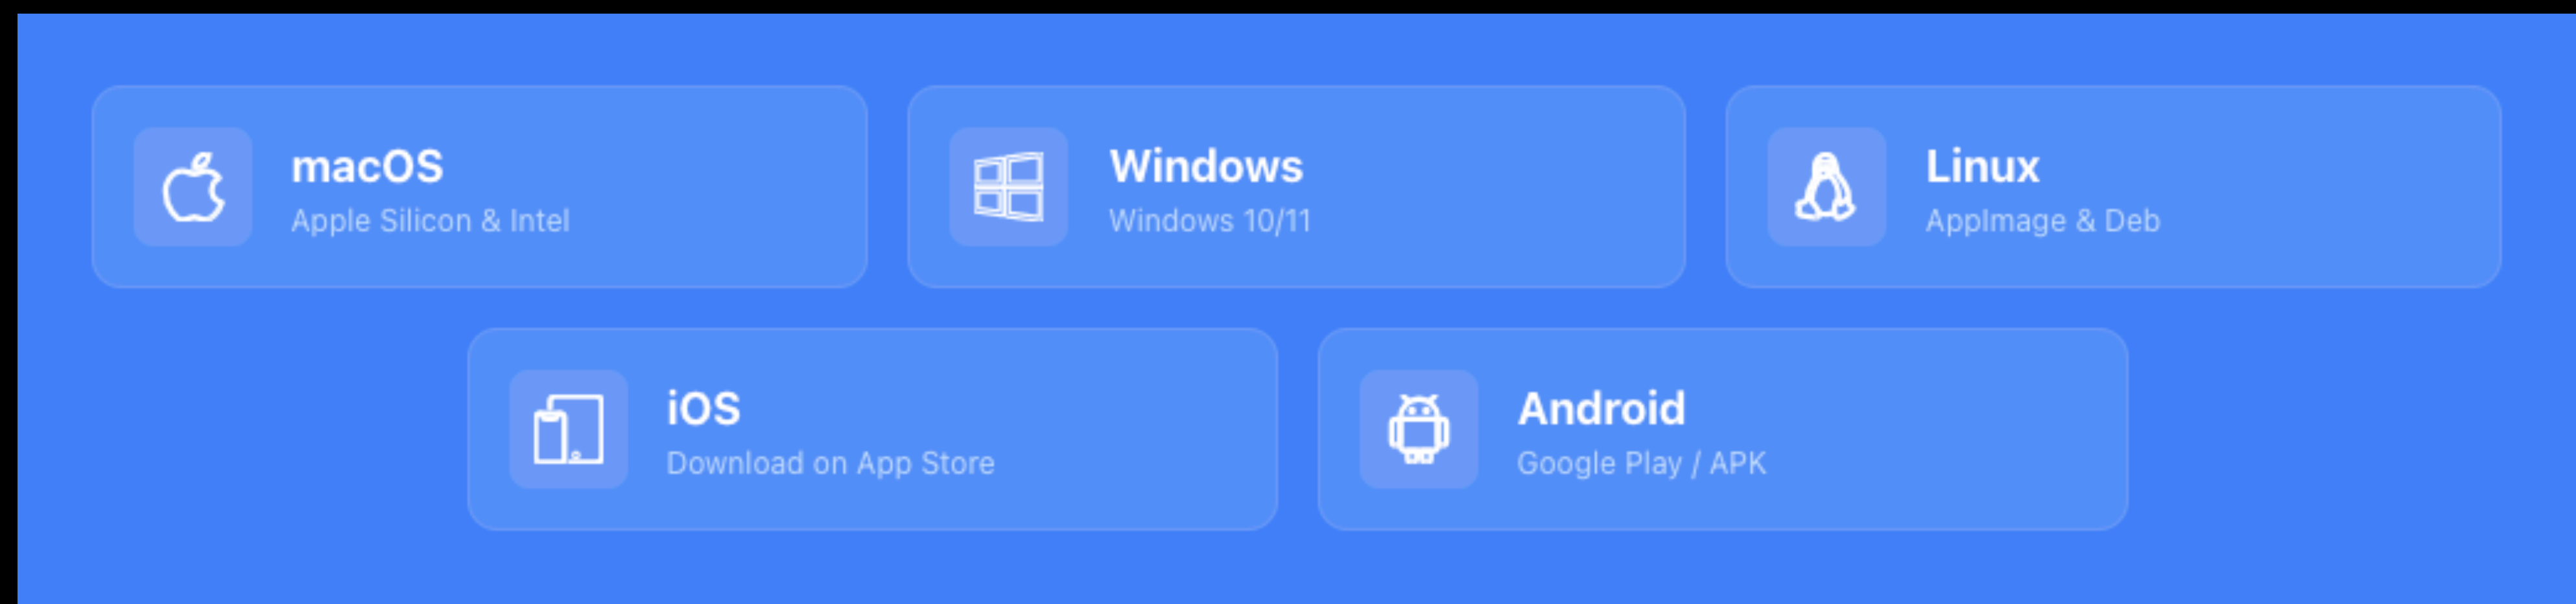 macOS
Apple Silicon & Intel
Windows
Windows 10/11
Linux
AppImage & Deb
iOS
Download on App Store
Android
Google Play / APK